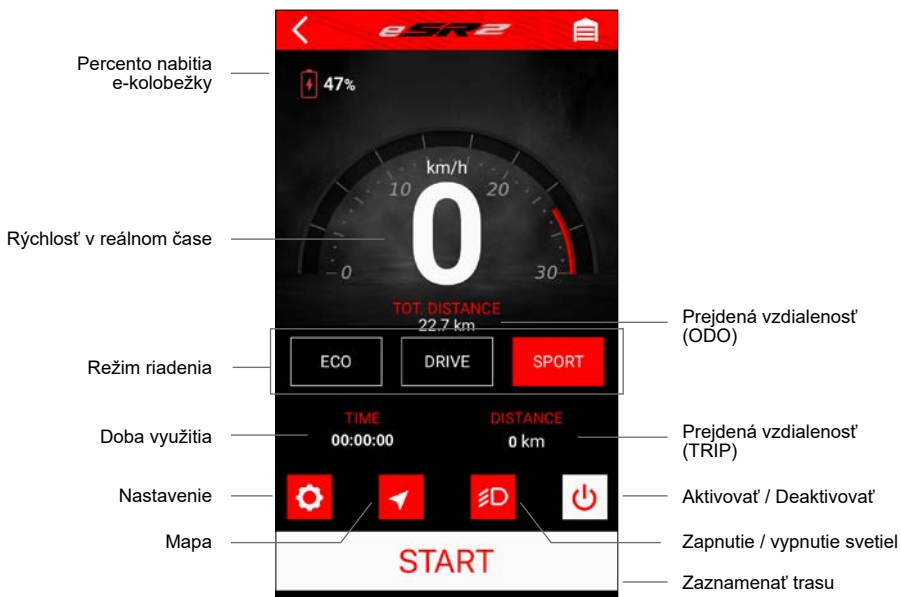 eSR2
Percento nabitia
e-kolobežky
47%
km/h
10
20
0
Rýchlosť v reálnom čase
0
30
TOT. DISTANCE
22.7 km
Prejdená vzdialenosť
(ODO)
Režim riadenia
ECO
DRIVE
SPORT
TIME
DISTANCE
Doba využitia
00:00:00
0 km
Prejdená vzdialenosť
(TRIP)
Nastavenie
Aktivovať / Deaktivovať
Mapa
Zapnutie / vypnutie svetiel
START
Zaznamenať trasu